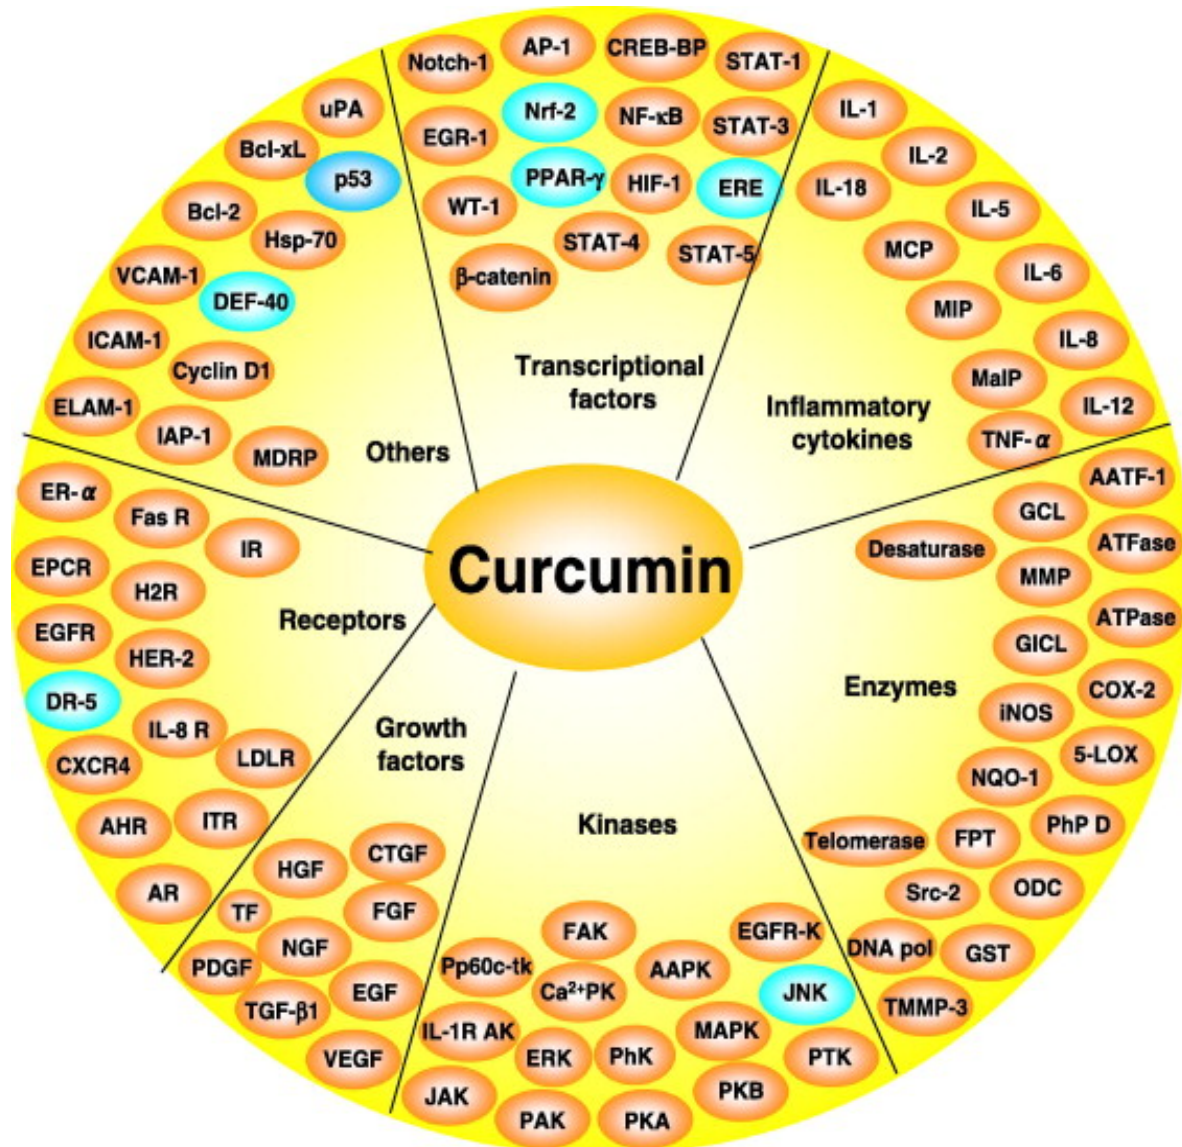 Curcumin
Transcriptional
factors
Notch-1
AP-1
CREB-BP
STAT-1
Nrf-2
NF-κB
STAT-3
EGR-1
PPAR-γ
HIF-1
ERE
WT-1
STAT-4
STAT-5
β-catenin
Inflammatory
cytokines
IL-1
IL-2
IL-18
IL-5
MCP
IL-6
MIP
IL-8
MaIP
IL-12
TNF-α
Enzymes
AATF-1
GCL
ATFase
Desaturase
MMP
ATPase
GICL
COX-2
iNOS
5-LOX
NQO-1
PhP D
Telomerase
FPT
ODC
Src-2
DNA pol
GST
TMMP-3
Kinases
EGFR-K
FAK
Pp60c-tk
AAPK
Ca²⁺PK
JNK
IL-1R AK
MAPK
ERK
PhK
PTK
JAK
PKB
PAK
PKA
Growth
factors
CTGF
HGF
TF
FGF
NGF
PDGF
EGF
TGF-β1
VEGF
Receptors
ER-α
Fas R
IR
EPCR
H2R
EGFR
HER-2
DR-5
IL-8 R
CXCR4
LDLR
AHR
ITR
AR
Others
uPA
Bcl-xL
p53
Bcl-2
Hsp-70
VCAM-1
DEF-40
ICAM-1
Cyclin D1
ELAM-1
IAP-1
MDRP